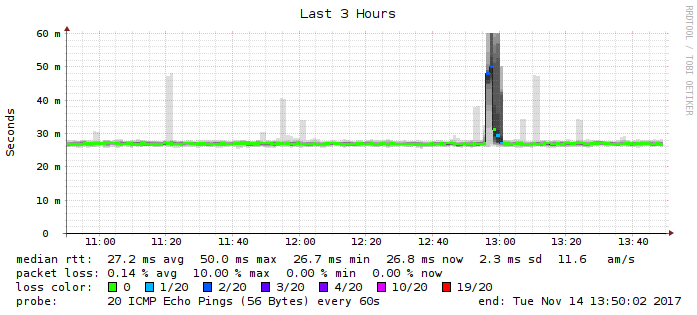 Last 3 Hours
RRDTOOL / TOBI OETIKER
Seconds
60 m
50 m
40 m
30 m
20 m
10 m
0
11:00 11:20 11:40 12:00 12:20 12:40 13:00 13:20 13:40
median rtt: 27.2 ms avg 50.0 ms max 26.7 ms min 26.8 ms now 2.3 ms sd 11.6 am/s
packet loss: 0.14 % avg 10.00 % max 0.00 % min 0.00 % now
loss color: 0 1/20 2/20 3/20 4/20 10/20 19/20
probe: 20 ICMP Echo Pings (56 Bytes) every 60s end: Tue Nov 14 13:50:02 2017